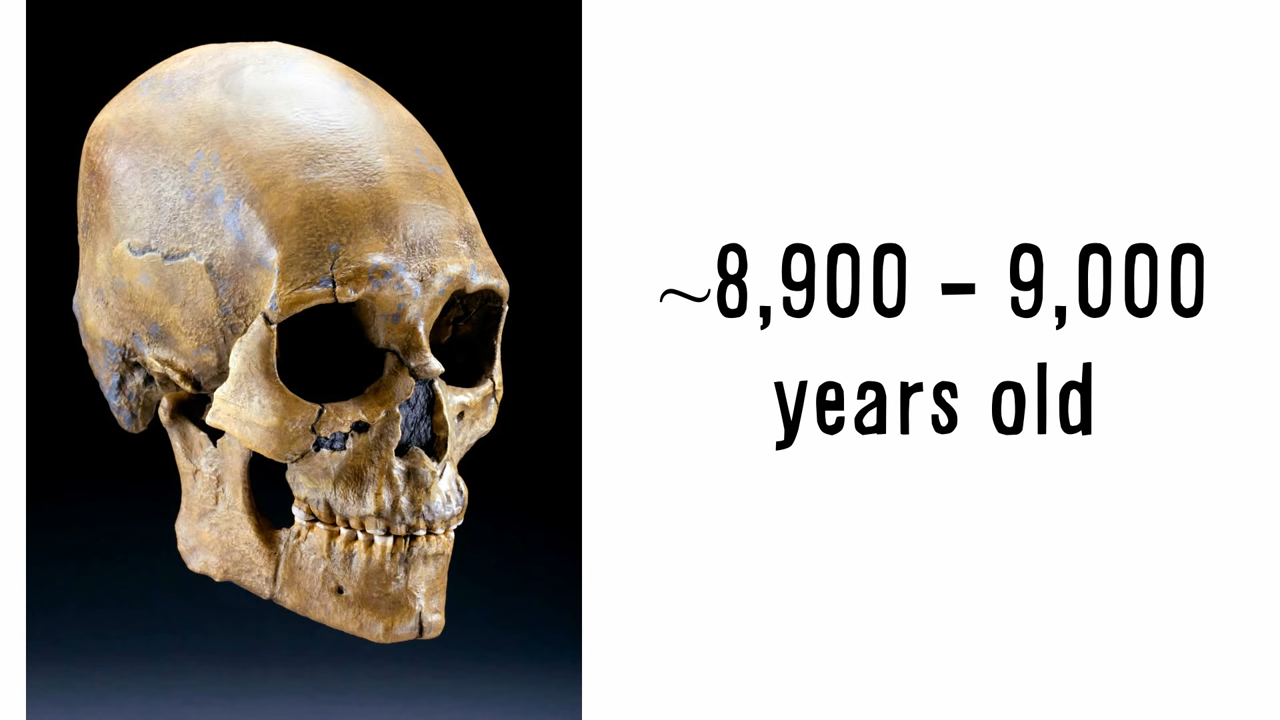 ~8,900 – 9,000
years old